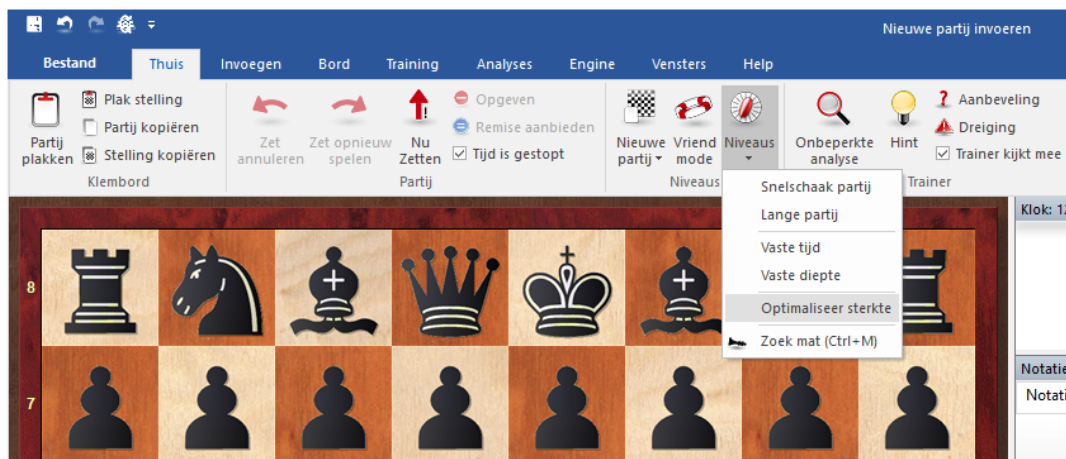 Nieuwe partij invoeren
Bestand Thuis Invoegen Bord Training Analyses Engine Vensters Help
Partij plakken
Plak stelling
Partij kopiëren
Stelling kopiëren
Klembord
Zet annuleren
Zet opnieuw spelen
Nu Zetten
Opgeven
Remise aanbieden
Tijd is gestopt
Partij
Nieuwe partij
Vriend mode
Niveaus
Niveaus
Onbeperkte analyse
Hint
Aanbeveling
Dreiging
Trainer kijkt mee
Trainer
Snelschaak partij
Lange partij
Vaste tijd
Vaste diepte
Optimaliseer sterkte
Zoek mat (Ctrl+M)
Klok: 1
8
7
Notatie
Notati